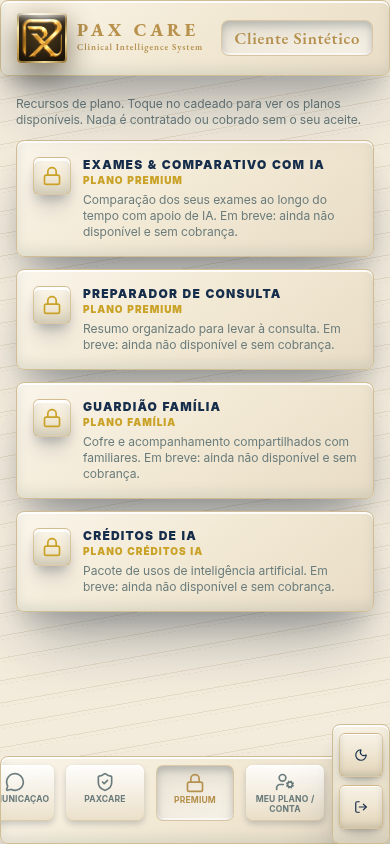 PAX CARE
Clinical Intelligence System
Cliente Sintético
Recursos de plano. Toque no cadeado para ver os planos
disponíveis. Nada é contratado ou cobrado sem o seu aceite.
EXAMES & COMPARATIVO COM IA
PLANO PREMIUM
Comparação dos seus exames ao longo do
tempo com apoio de IA. Em breve: ainda não
disponível e sem cobrança.
PREPARADOR DE CONSULTA
PLANO PREMIUM
Resumo organizado para levar à consulta. Em
breve: ainda não disponível e sem cobrança.
GUARDIÃO FAMÍLIA
PLANO FAMÍLIA
Cofre e acompanhamento compartilhados com
familiares. Em breve: ainda não disponível e sem
cobrança.
CRÉDITOS DE IA
PLANO CRÉDITOS IA
Pacote de usos de inteligência artificial. Em
breve: ainda não disponível e sem cobrança.
UNICAÇÃO
PAXCARE
PREMIUM
MEU PLANO /
CONTA